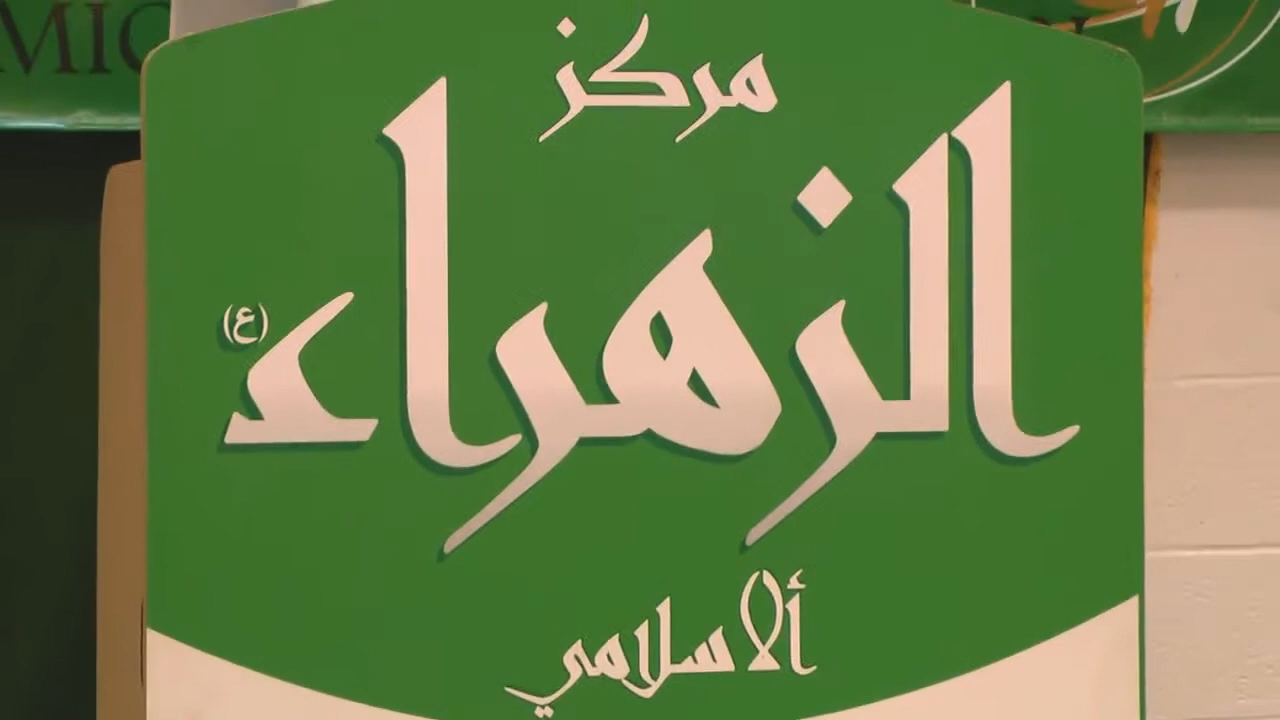 مركز
الزهراء (ع)
ألاسلامي